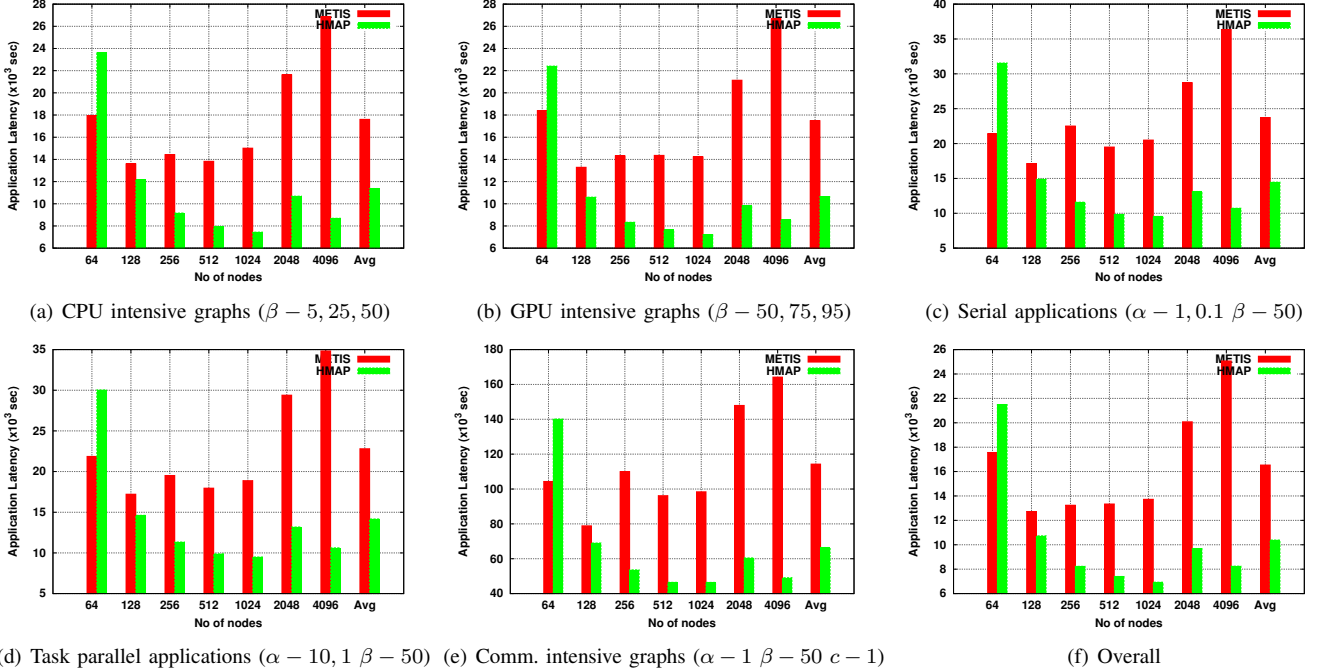 28
26
24
22
20
18
16
14
12
10
8
6
Application Latency (x10³ sec)
METIS
HMAP
64 128 256 512 1024 2048 4096 Avg
No of nodes
(a) CPU intensive graphs (β − 5, 25, 50)
28
26
24
22
20
18
16
14
12
10
8
6
Application Latency (x10³ sec)
METIS
HMAP
64 128 256 512 1024 2048 4096 Avg
No of nodes
(b) GPU intensive graphs (β − 50, 75, 95)
40
35
30
25
20
15
10
5
Application Latency (x10³ sec)
METIS
HMAP
64 128 256 512 1024 2048 4096 Avg
No of nodes
(c) Serial applications (α − 1, 0.1 β − 50)
35
30
25
20
15
10
5
Application Latency (x10³ sec)
METIS
HMAP
64 128 256 512 1024 2048 4096 Avg
No of nodes
d) Task parallel applications (α − 10, 1 β − 50)
180
160
140
120
100
80
60
40
Application Latency (x10³ sec)
METIS
HMAP
64 128 256 512 1024 2048 4096 Avg
No of nodes
(e) Comm. intensive graphs (α − 1 β − 50 c − 1)
26
24
22
20
18
16
14
12
10
8
6
Application Latency (x10³ sec)
METIS
HMAP
64 128 256 512 1024 2048 4096 Avg
No of nodes
(f) Overall